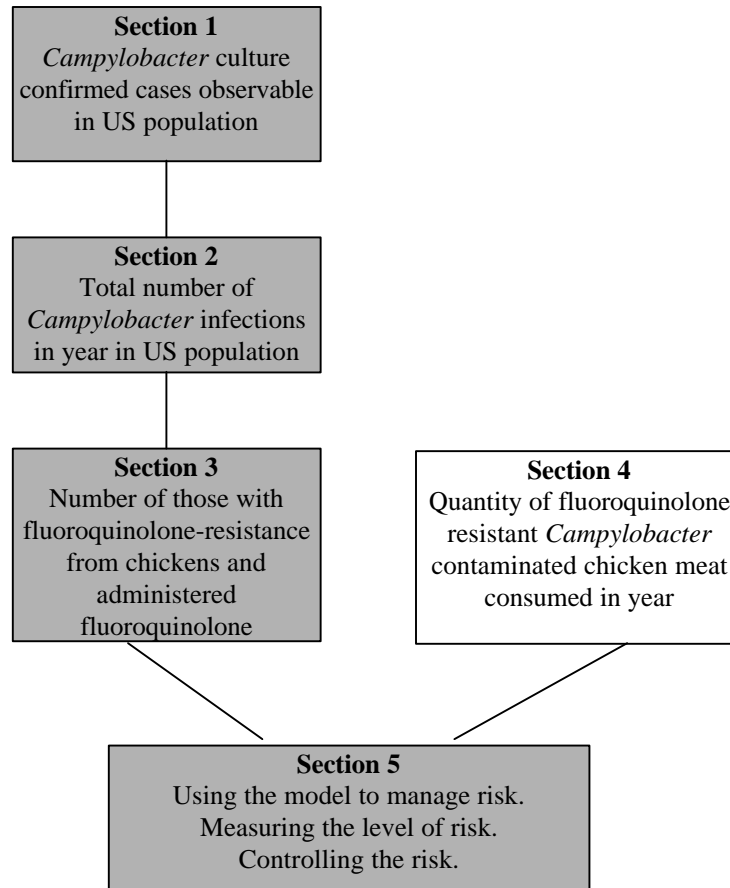 Section 1
Campylobacter culture
confirmed cases observable
in US population
Section 2
Total number of
Campylobacter infections
in year in US population
Section 3
Number of those with
fluoroquinolone-resistance
from chickens and
administered
fluoroquinolone
Section 4
Quantity of fluoroquinolone
resistant Campylobacter
contaminated chicken meat
consumed in year
Section 5
Using the model to manage risk.
Measuring the level of risk.
Controlling the risk.